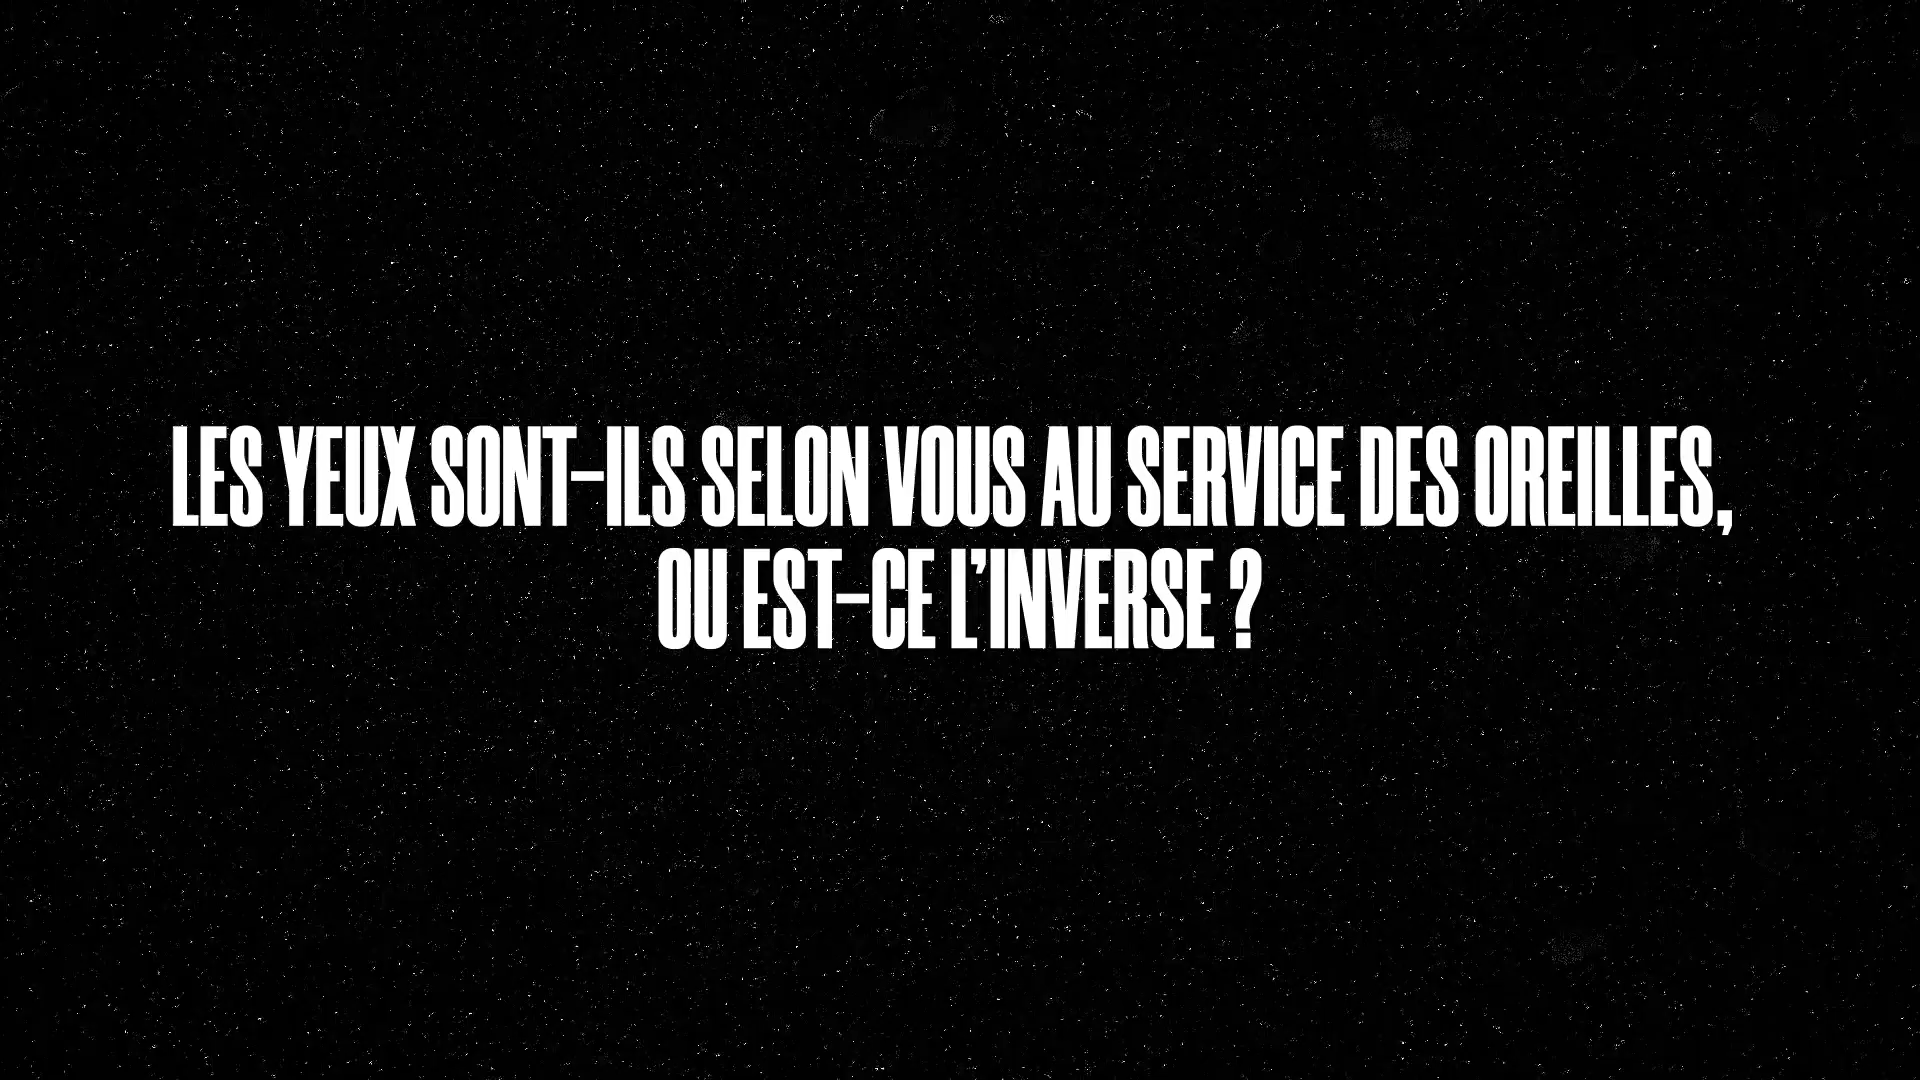 LES YEUX SONT-ILS SELON VOUS AU SERVICE DES OREILLES,
OU EST-CE L’INVERSE ?